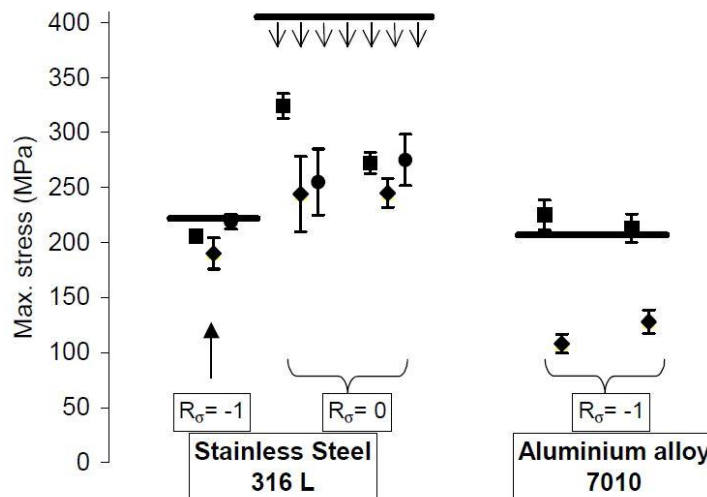 Max. stress (MPa)
400
350
300
250
200
150
100
50
0
Rσ= -1
Rσ= 0
Rσ= -1
Stainless Steel
316 L
Aluminium alloy
7010